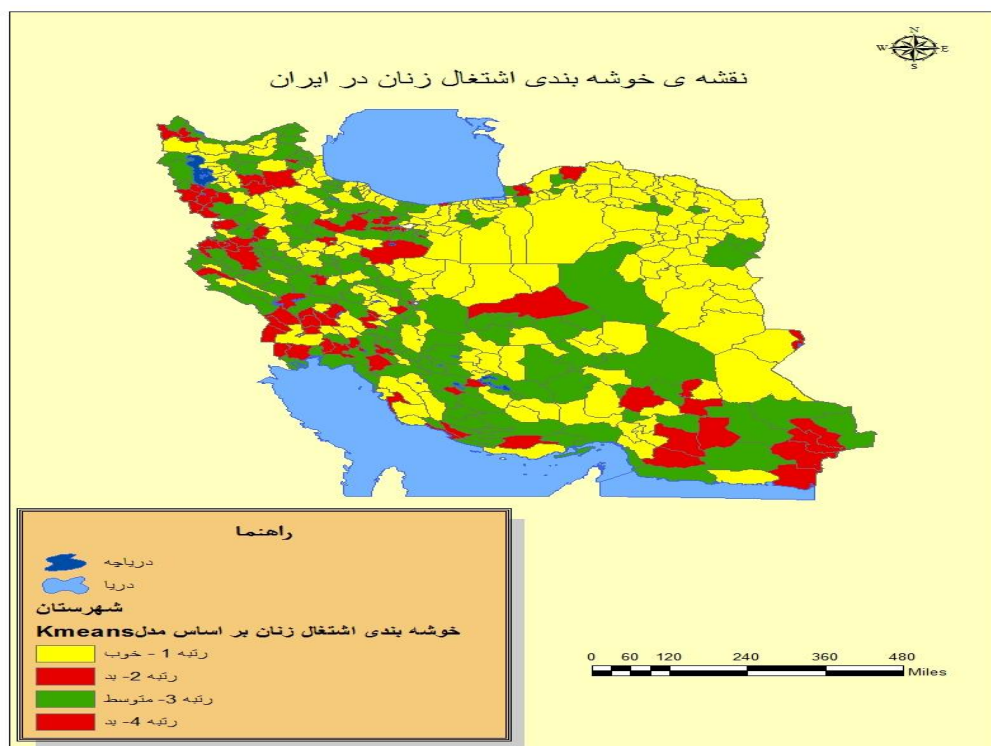 N
W E
S
نقشه ی خوشه بندی اشتغال زنان در ایران
راهنما
دریاچه
دریا
شهرستان
خوشه بندی اشتغال زنان بر اساس مدلKmeans
رتبه 1 - خوب
رتبه 2- بد
رتبه 3- متوسط
رتبه 4- بد
0 60 120 240 360 480
Miles